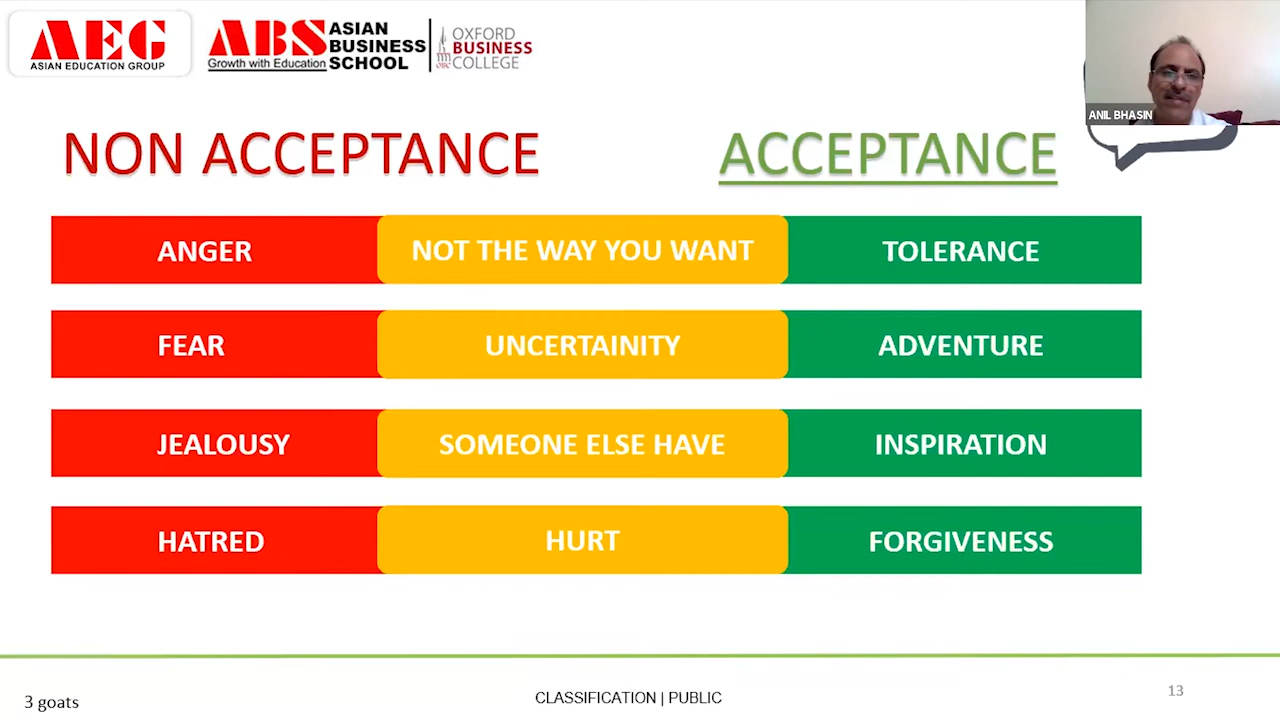 AEG
ASIAN EDUCATION GROUP
ABS
Growth with Education
ASIAN
BUSINESS
SCHOOL
OXFORD
BUSINESS
COLLEGE
ANIL BHASIN
NON ACCEPTANCE
ACCEPTANCE
ANGER
NOT THE WAY YOU WANT
TOLERANCE
FEAR
UNCERTAINITY
ADVENTURE
JEALOUSY
SOMEONE ELSE HAVE
INSPIRATION
HATRED
HURT
FORGIVENESS
3 goats
CLASSIFICATION | PUBLIC
13